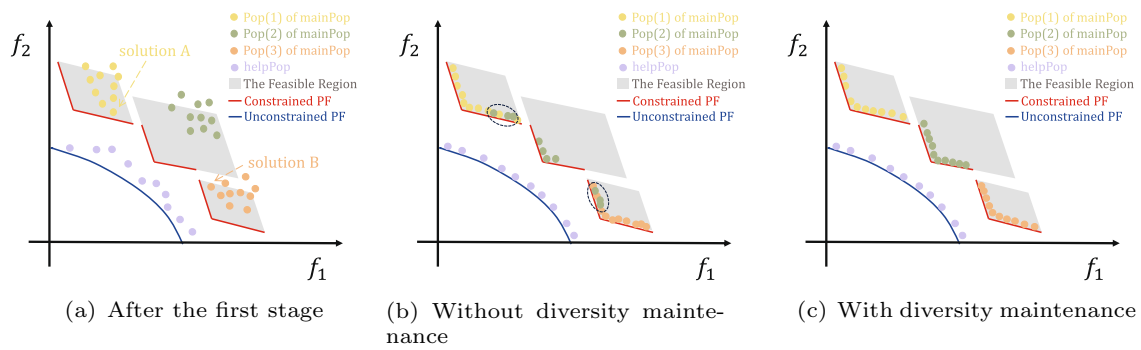 f2
solution A
Pop(1) of mainPop
Pop(2) of mainPop
Pop(3) of mainPop
helpPop
The Feasible Region
Constrained PF
Unconstrained PF
solution B
f1
(a) After the first stage
f2
Pop(1) of mainPop
Pop(2) of mainPop
Pop(3) of mainPop
helpPop
The Feasible Region
Constrained PF
Unconstrained PF
f1
(b) Without diversity mainte-
nance
f2
Pop(1) of mainPop
Pop(2) of mainPop
Pop(3) of mainPop
helpPop
The Feasible Region
Constrained PF
Unconstrained PF
f1
(c) With diversity maintenance